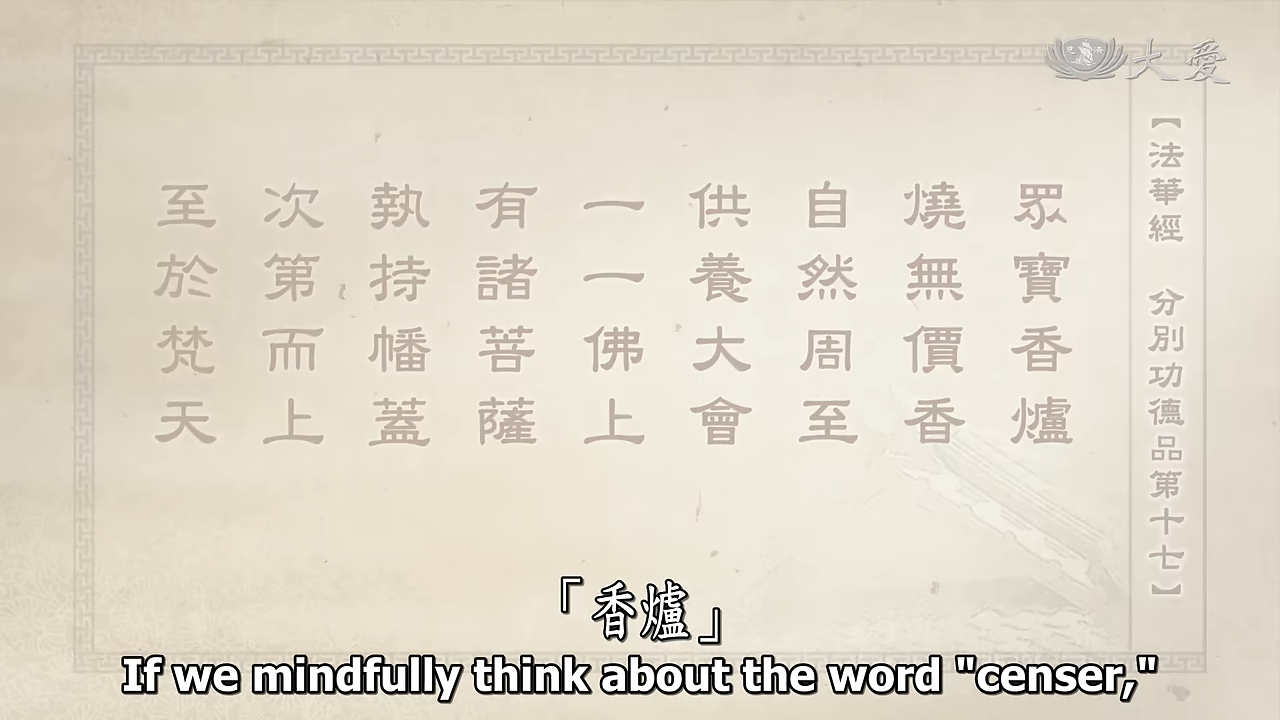 大愛
【法華經 分別功德品第十七】
眾寶香爐
燒無價香
自然周至
供養大會
一一佛上
有諸菩薩
執持幡蓋
次第而上
至於梵天
「香爐」
If we mindfully think about the word "censer,"